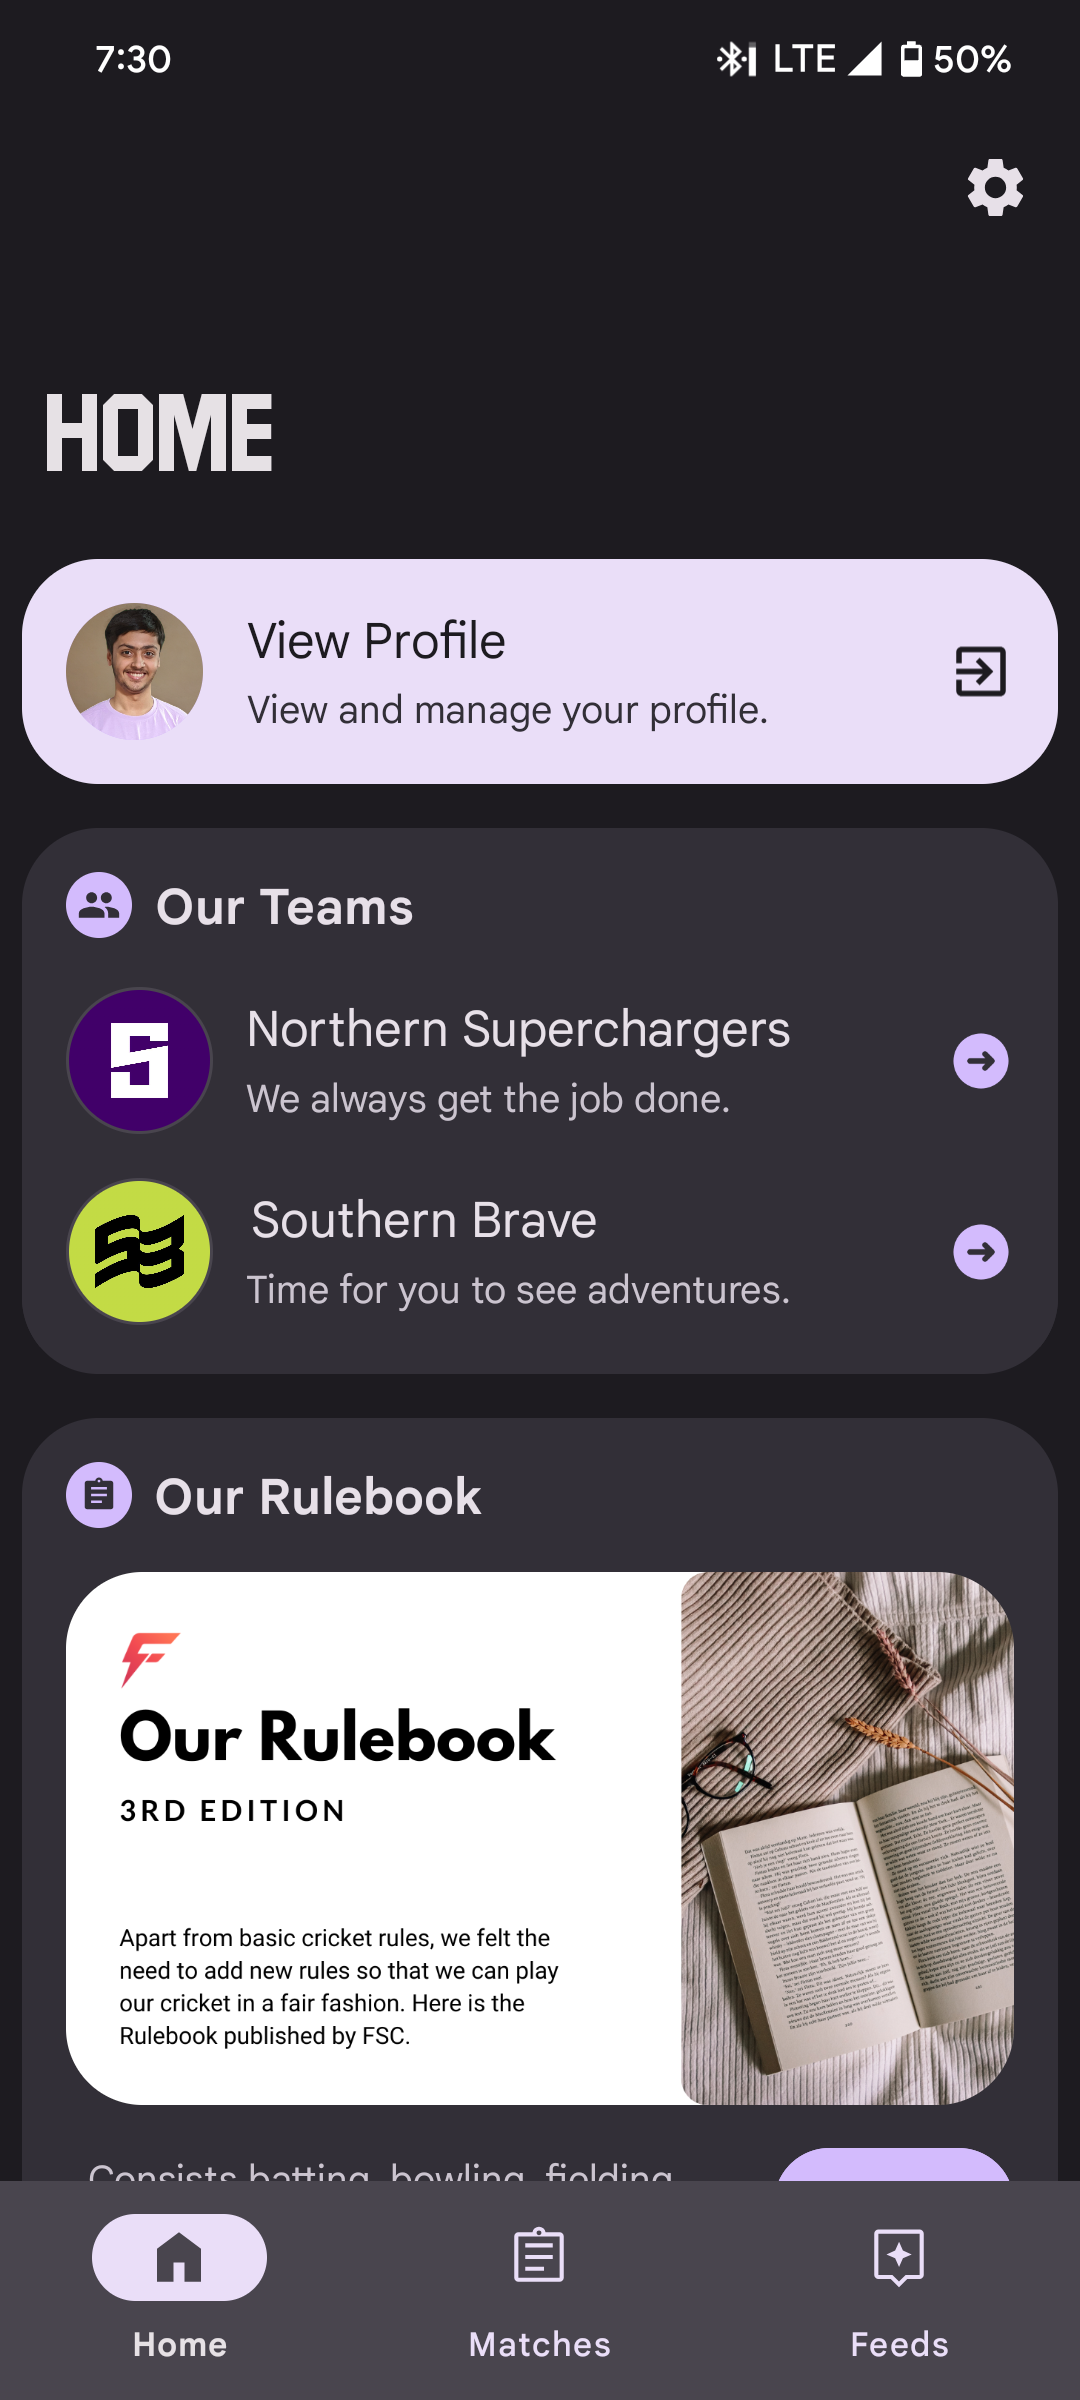 7:30
LTE 50%
HOME
View Profile
View and manage your profile.
Our Teams
Northern Superchargers
We always get the job done.
Southern Brave
Time for you to see adventures.
Our Rulebook
Our Rulebook
3RD EDITION
Apart from basic cricket rules, we felt the
need to add new rules so that we can play
our cricket in a fair fashion. Here is the
Rulebook published by FSC.
Consists batting, bowling, fielding
Home
Matches
Feeds